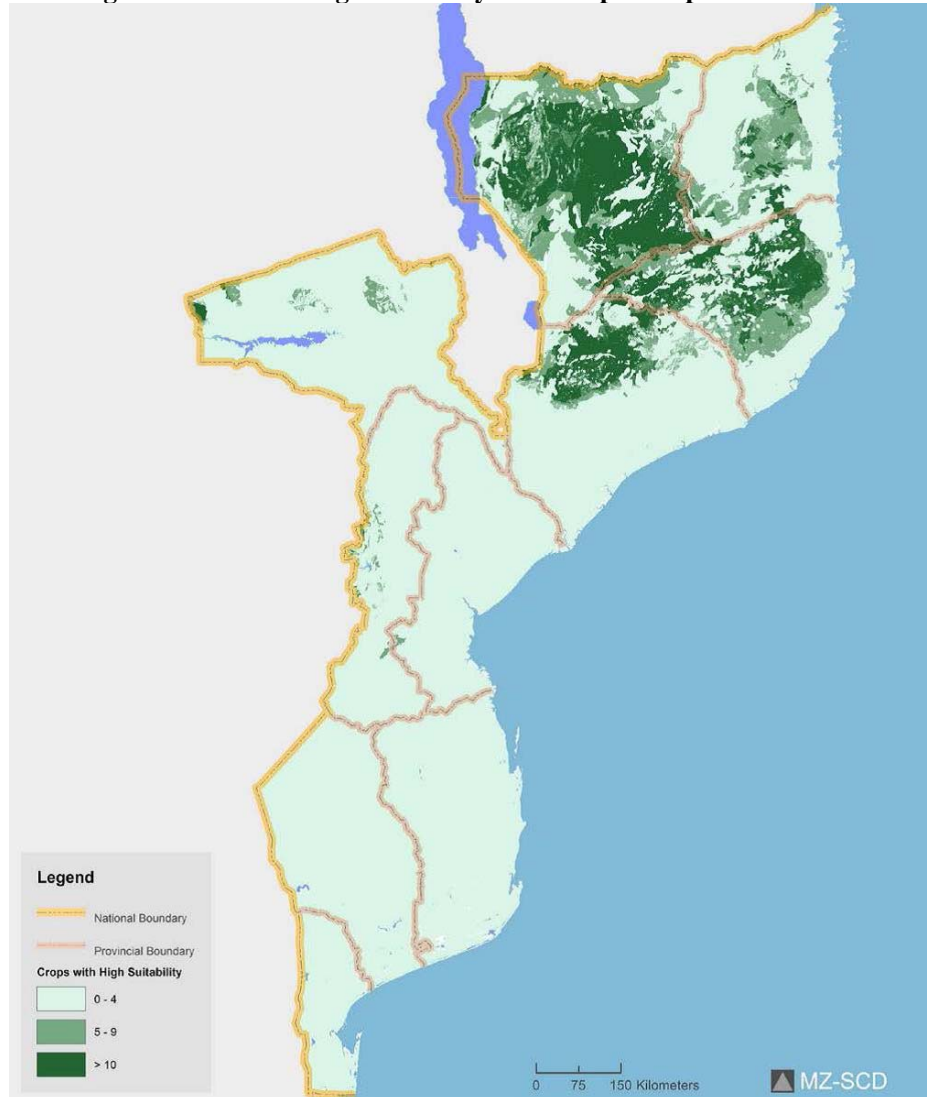 Legend
National Boundary
Provincial Boundary
Crops with High Suitability
0 - 4
5 - 9
> 10
0 75 150 Kilometers
MZ-SCD